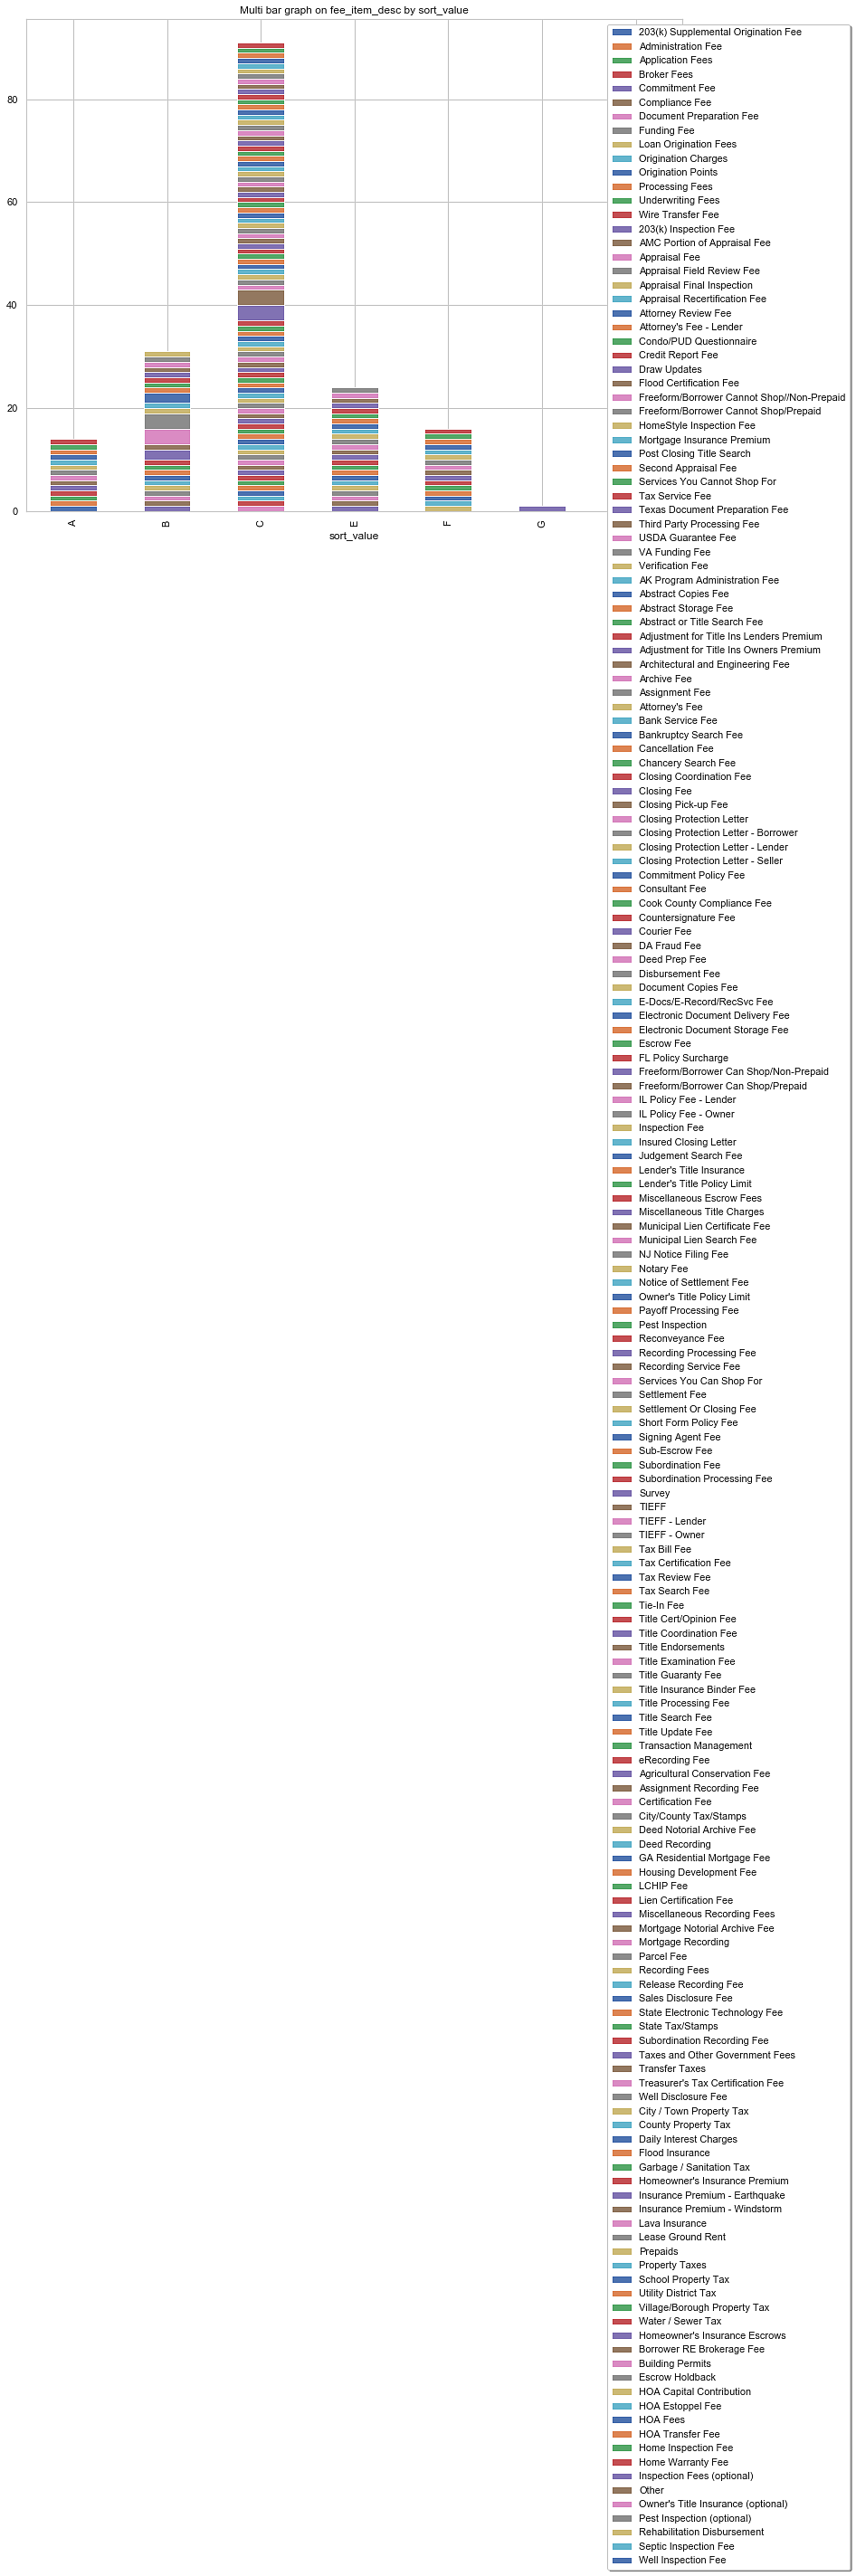 Multi bar graph on fee_item_desc by sort_value
80
60
40
20
0
A
B
C
E
F
G
sort_value
203(k) Supplemental Origination Fee
Administration Fee
Application Fees
Broker Fees
Commitment Fee
Compliance Fee
Document Preparation Fee
Funding Fee
Loan Origination Fees
Origination Charges
Origination Points
Processing Fees
Underwriting Fees
Wire Transfer Fee
203(k) Inspection Fee
AMC Portion of Appraisal Fee
Appraisal Fee
Appraisal Field Review Fee
Appraisal Final Inspection
Appraisal Recertification Fee
Attorney Review Fee
Attorney's Fee - Lender
Condo/PUD Questionnaire
Credit Report Fee
Draw Updates
Flood Certification Fee
Freeform/Borrower Cannot Shop//Non-Prepaid
Freeform/Borrower Cannot Shop/Prepaid
HomeStyle Inspection Fee
Mortgage Insurance Premium
Post Closing Title Search
Second Appraisal Fee
Services You Cannot Shop For
Tax Service Fee
Texas Document Preparation Fee
Third Party Processing Fee
USDA Guarantee Fee
VA Funding Fee
Verification Fee
AK Program Administration Fee
Abstract Copies Fee
Abstract Storage Fee
Abstract or Title Search Fee
Adjustment for Title Ins Lenders Premium
Adjustment for Title Ins Owners Premium
Architectural and Engineering Fee
Archive Fee
Assignment Fee
Attorney's Fee
Bank Service Fee
Bankruptcy Search Fee
Cancellation Fee
Chancery Search Fee
Closing Coordination Fee
Closing Fee
Closing Pick-up Fee
Closing Protection Letter
Closing Protection Letter - Borrower
Closing Protection Letter - Lender
Closing Protection Letter - Seller
Commitment Policy Fee
Consultant Fee
Cook County Compliance Fee
Countersignature Fee
Courier Fee
DA Fraud Fee
Deed Prep Fee
Disbursement Fee
Document Copies Fee
E-Docs/E-Record/RecSvc Fee
Electronic Document Delivery Fee
Electronic Document Storage Fee
Escrow Fee
FL Policy Surcharge
Freeform/Borrower Can Shop/Non-Prepaid
Freeform/Borrower Can Shop/Prepaid
IL Policy Fee - Lender
IL Policy Fee - Owner
Inspection Fee
Insured Closing Letter
Judgement Search Fee
Lender's Title Insurance
Lender's Title Policy Limit
Miscellaneous Escrow Fees
Miscellaneous Title Charges
Municipal Lien Certificate Fee
Municipal Lien Search Fee
NJ Notice Filing Fee
Notary Fee
Notice of Settlement Fee
Owner's Title Policy Limit
Payoff Processing Fee
Pest Inspection
Reconveyance Fee
Recording Processing Fee
Recording Service Fee
Services You Can Shop For
Settlement Fee
Settlement Or Closing Fee
Short Form Policy Fee
Signing Agent Fee
Sub-Escrow Fee
Subordination Fee
Subordination Processing Fee
Survey
TIEFF
TIEFF - Lender
TIEFF - Owner
Tax Bill Fee
Tax Certification Fee
Tax Review Fee
Tax Search Fee
Tie-In Fee
Title Cert/Opinion Fee
Title Coordination Fee
Title Endorsements
Title Examination Fee
Title Guaranty Fee
Title Insurance Binder Fee
Title Processing Fee
Title Search Fee
Title Update Fee
Transaction Management
eRecording Fee
Agricultural Conservation Fee
Assignment Recording Fee
Certification Fee
City/County Tax/Stamps
Deed Notorial Archive Fee
Deed Recording
GA Residential Mortgage Fee
Housing Development Fee
LCHIP Fee
Lien Certification Fee
Miscellaneous Recording Fees
Mortgage Notorial Archive Fee
Mortgage Recording
Parcel Fee
Recording Fees
Release Recording Fee
Sales Disclosure Fee
State Electronic Technology Fee
State Tax/Stamps
Subordination Recording Fee
Taxes and Other Government Fees
Transfer Taxes
Treasurer's Tax Certification Fee
Well Disclosure Fee
City / Town Property Tax
County Property Tax
Daily Interest Charges
Flood Insurance
Garbage / Sanitation Tax
Homeowner's Insurance Premium
Insurance Premium - Earthquake
Insurance Premium - Windstorm
Lava Insurance
Lease Ground Rent
Prepaids
Property Taxes
School Property Tax
Utility District Tax
Village/Borough Property Tax
Water / Sewer Tax
Homeowner's Insurance Escrows
Borrower RE Brokerage Fee
Building Permits
Escrow Holdback
HOA Capital Contribution
HOA Estoppel Fee
HOA Fees
HOA Transfer Fee
Home Inspection Fee
Home Warranty Fee
Inspection Fees (optional)
Other
Owner's Title Insurance (optional)
Pest Inspection (optional)
Rehabilitation Disbursement
Septic Inspection Fee
Well Inspection Fee